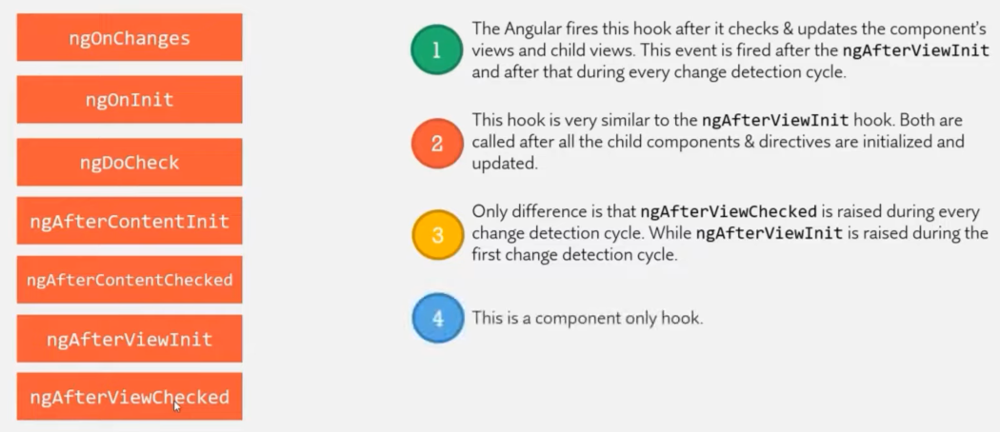 ngOnChanges
ngOnInit
ngDoCheck
ngAfterContentInit
ngAfterContentChecked
ngAfterViewInit
ngAfterViewChecked
1
The Angular fires this hook after it checks & updates the component's
views and child views. This event is fired after the ngAfterViewInit
and after that during every change detection cycle.
2
This hook is very similar to the ngAfterViewInit hook. Both are
called after all the child components & directives are initialized and
updated.
3
Only difference is that ngAfterViewChecked is raised during every
change detection cycle. While ngAfterViewInit is raised during the
first change detection cycle.
4
This is a component only hook.